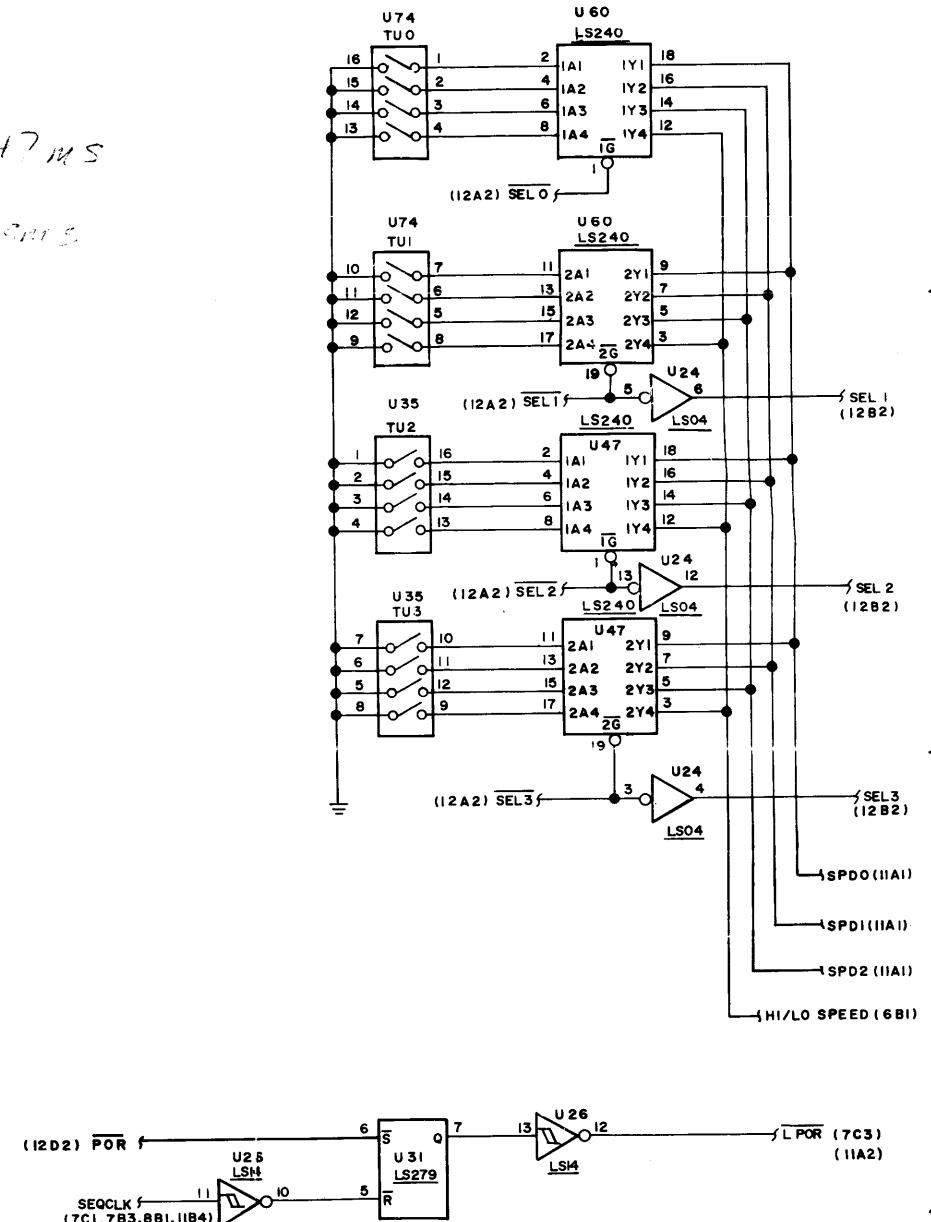 U74
TU0
U60
LS240
16 1 2 1A1 1Y1 18
15 2 4 1A2 1Y2 16
14 3 6 1A3 1Y3 14
13 4 8 1A4 1Y4 12
1G
1
(12A2) SEL0
ms
U74
TU1
U60
LS240
10 7 11 2A1 2Y1 9
11 6 13 2A2 2Y2 7
12 5 15 2A3 2Y3 5
9 8 17 2A4 2Y4 3
2G
19
U24
(12A2) SEL1 5 6 SEL 1
(12B2)
LS04
U35
TU2
LS240
U47
1 16 2 1A1 1Y1 18
2 15 4 1A2 1Y2 16
3 14 6 1A3 1Y3 14
4 13 8 1A4 1Y4 12
1G
1
U24
(12A2) SEL2 13 12 SEL 2
(12B2)
LS04
U35
TU3
LS240
U47
7 10 11 2A1 2Y1 9
6 11 13 2A2 2Y2 7
5 12 15 2A3 2Y3 5
8 9 17 2A4 2Y4 3
2G
19
U24
(12A2) SEL3 3 4 SEL3
(12B2)
LS04
SPD0 (11A1)
SPD1 (11A1)
SPD2 (11A1)
HI/LO SPEED (6B1)
(12D2) POR 6 S Q 7 13 U26 12 L POR (7C3)
(11A2)
LS14
U31
LS279
LS14
SEQCLK 11 10 5 R
(7C1, 7B3, 8B1, 11B4)